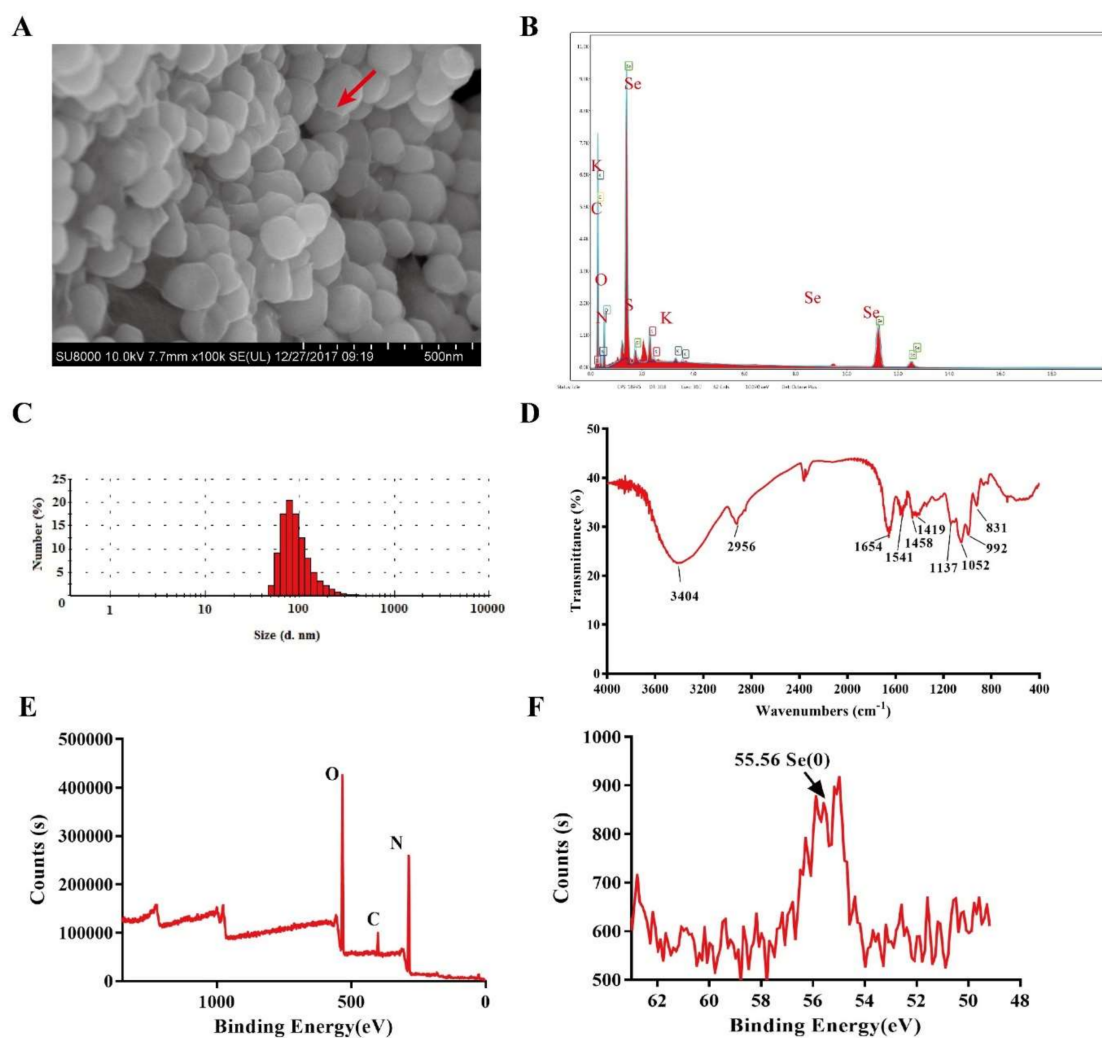 A
SU8000 10.0kV 7.7mm x100k SE(UL) 12/27/2017 09:19 500nm
B
Se
K
C
O
N
S
K
Se
Se
C
Number (%)
25
20
15
10
5
0
1 10 100 1000 10000
Size (d. nm)
D
Transmittance (%)
50
40
30
20
10
0
3404
2956
1654
1541
1458
1419
1137
1052
992
831
4000 3600 3200 2800 2400 2000 1600 1200 800 400
Wavenumbers (cm-1)
E
Counts (s)
500000
400000
300000
200000
100000
0
O
C
N
1000 500 0
Binding Energy(eV)
F
Counts (s)
1000
900
800
700
600
500
55.56 Se(0)
62 60 58 56 54 52 50 48
Binding Energy(eV)